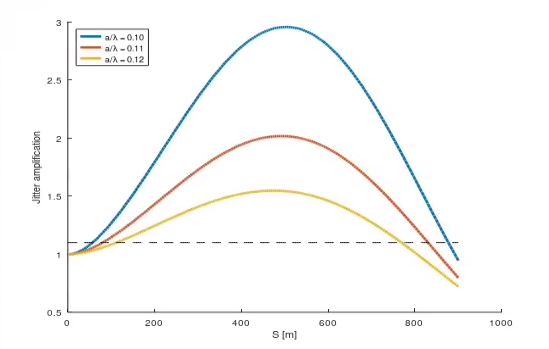 3
2.5
2
1.5
1
0.5
0
200
400
600
800
1000
Jitter amplification
S [m]
a/λ = 0.10
a/λ = 0.11
a/λ = 0.12